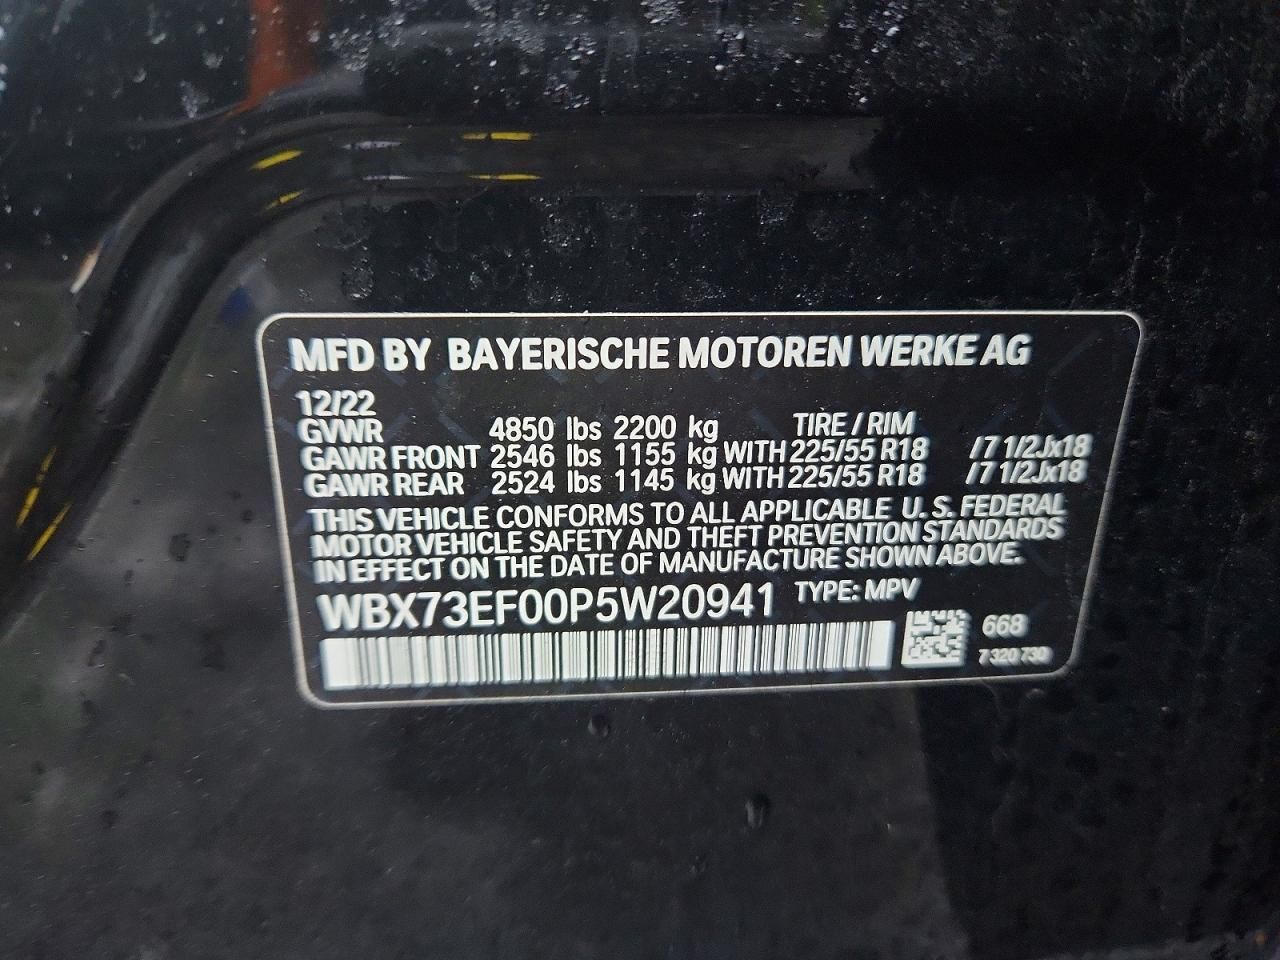 MFD BY BAYERISCHE MOTOREN WERKE AG
12/22
GVWR 4850 lbs 2200 kg TIRE / RIM
GAWR FRONT 2546 lbs 1155 kg WITH 225/55 R18 /7 1/2Jx18
GAWR REAR 2524 lbs 1145 kg WITH 225/55 R18 /7 1/2Jx18
THIS VEHICLE CONFORMS TO ALL APPLICABLE U. S. FEDERAL
MOTOR VEHICLE SAFETY AND THEFT PREVENTION STANDARDS
IN EFFECT ON THE DATE OF MANUFACTURE SHOWN ABOVE.
WBX73EF00P5W20941 TYPE: MPV
668
7 320 730